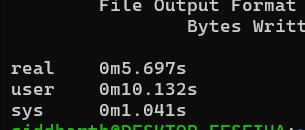 File Output Format
Bytes Writt
real 0m5.697s
user 0m10.132s
sys 0m1.041s